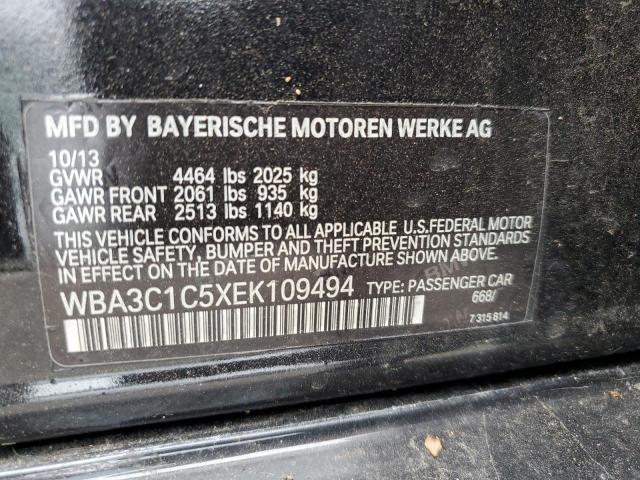 MFD BY BAYERISCHE MOTOREN WERKE AG
10/13
GVWR 4464 lbs 2025 kg
GAWR FRONT 2061 lbs 935 kg
GAWR REAR 2513 lbs 1140 kg
THIS VEHICLE CONFORMS TO ALL APPLICABLE U.S.FEDERAL MOTOR
VEHICLE SAFETY, BUMPER AND THEFT PREVENTION STANDARDS
IN EFFECT ON THE DATE OF MANUFACTURE SHOWN ABOVE.
WBA3C1C5XEK109494 TYPE: PASSENGER CAR
668/
7 315 814